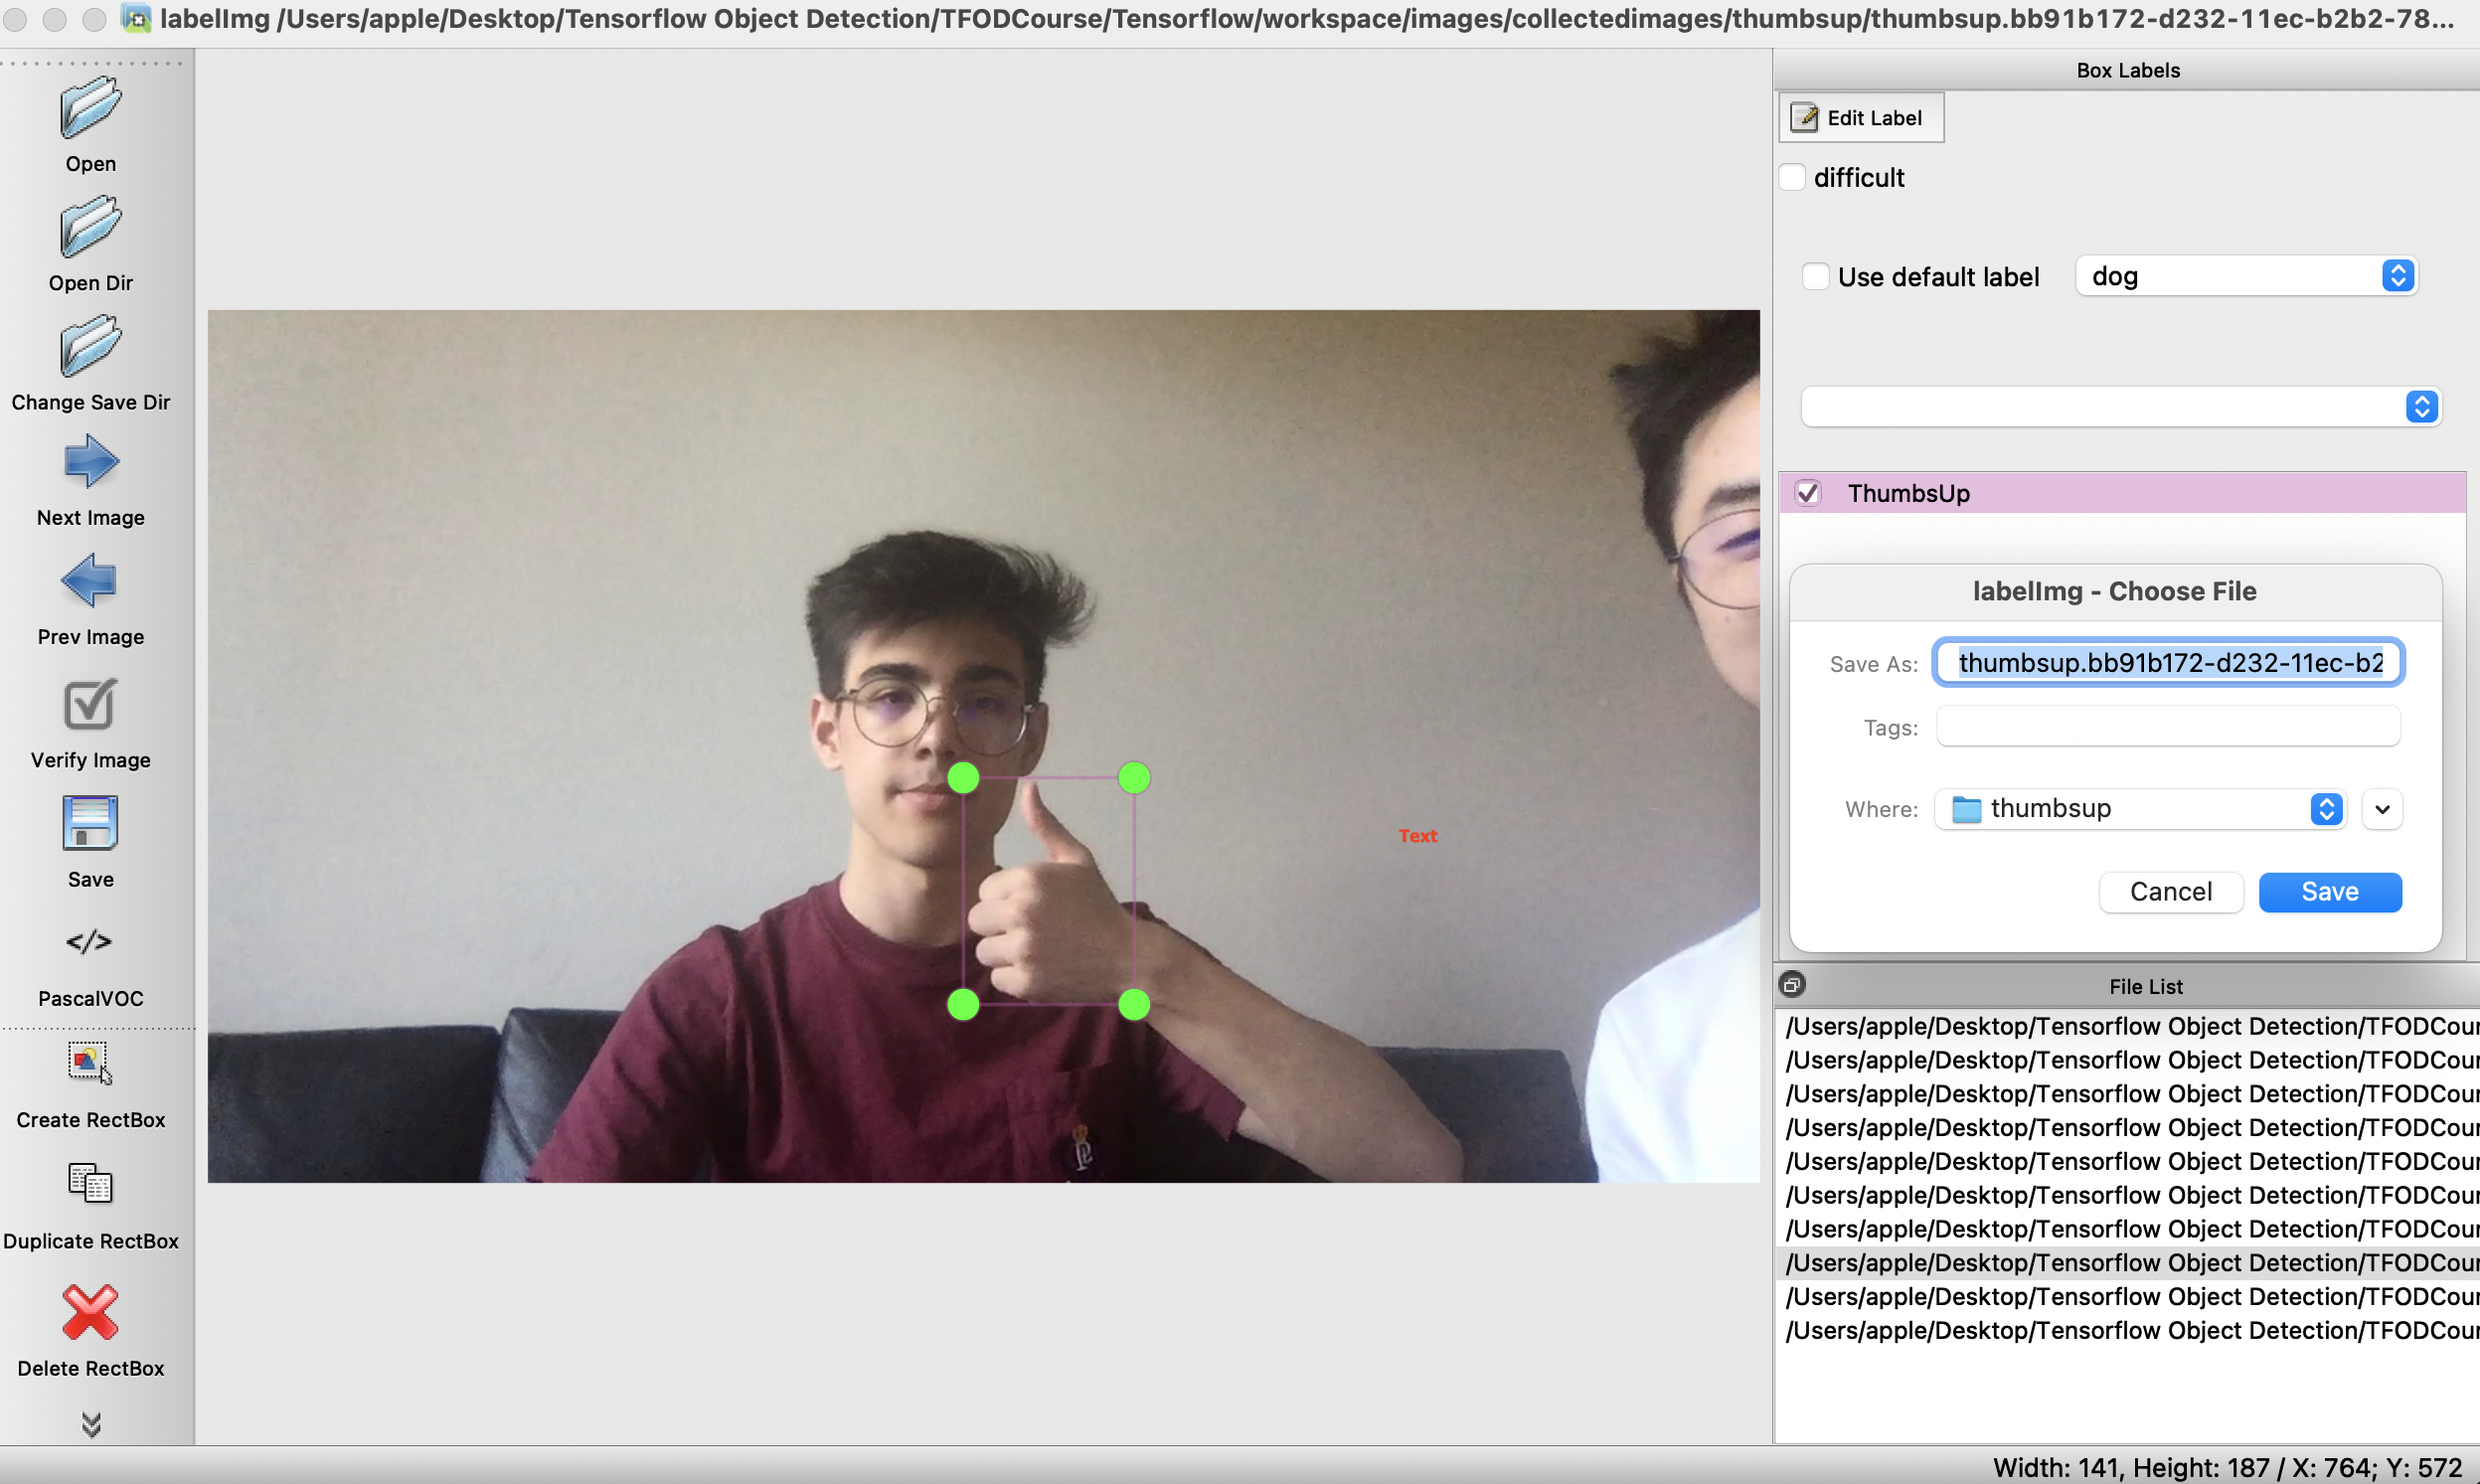 labelImg /Users/apple/Desktop/Tensorflow Object Detection/TFODCourse/Tensorflow/workspace/images/collectedimages/thumbsup/thumbsup.bb91b172-d232-11ec-b2b2-78...
Open
Open Dir
Change Save Dir
Next Image
Prev Image
Verify Image
Save
</>
PascalVOC
Create RectBox
Duplicate RectBox
Delete RectBox
Text
Box Labels
Edit Label
difficult
Use default label
dog
ThumbsUp
labelImg - Choose File
Save As: thumbsup.bb91b172-d232-11ec-b2
Tags:
Where: thumbsup
Cancel
Save
File List
/Users/apple/Desktop/Tensorflow Object Detection/TFODCour
/Users/apple/Desktop/Tensorflow Object Detection/TFODCour
/Users/apple/Desktop/Tensorflow Object Detection/TFODCour
/Users/apple/Desktop/Tensorflow Object Detection/TFODCour
/Users/apple/Desktop/Tensorflow Object Detection/TFODCour
/Users/apple/Desktop/Tensorflow Object Detection/TFODCour
/Users/apple/Desktop/Tensorflow Object Detection/TFODCour
/Users/apple/Desktop/Tensorflow Object Detection/TFODCour
/Users/apple/Desktop/Tensorflow Object Detection/TFODCour
/Users/apple/Desktop/Tensorflow Object Detection/TFODCour
Width: 141, Height: 187 / X: 764; Y: 572